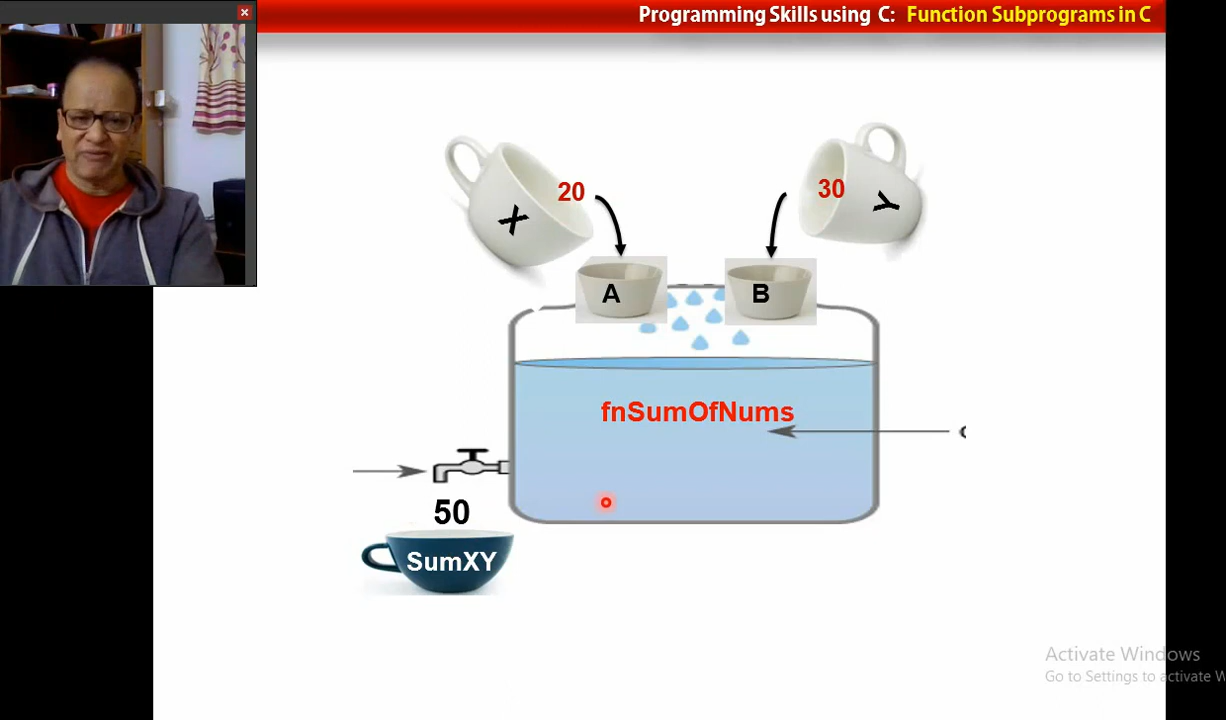 Programming Skills using C: Function Subprograms in C
20
30
X
Y
A
B
fnSumOfNums
50
SumXY
Activate Windows
Go to Settings to activate W